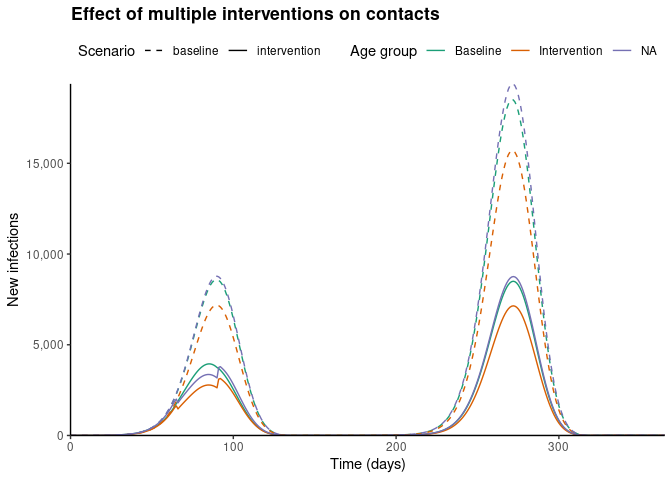 Effect of multiple interventions on contacts
Scenario baseline intervention Age group Baseline Intervention NA
New infections
15,000
10,000
5,000
0
0 100 200 300
Time (days)